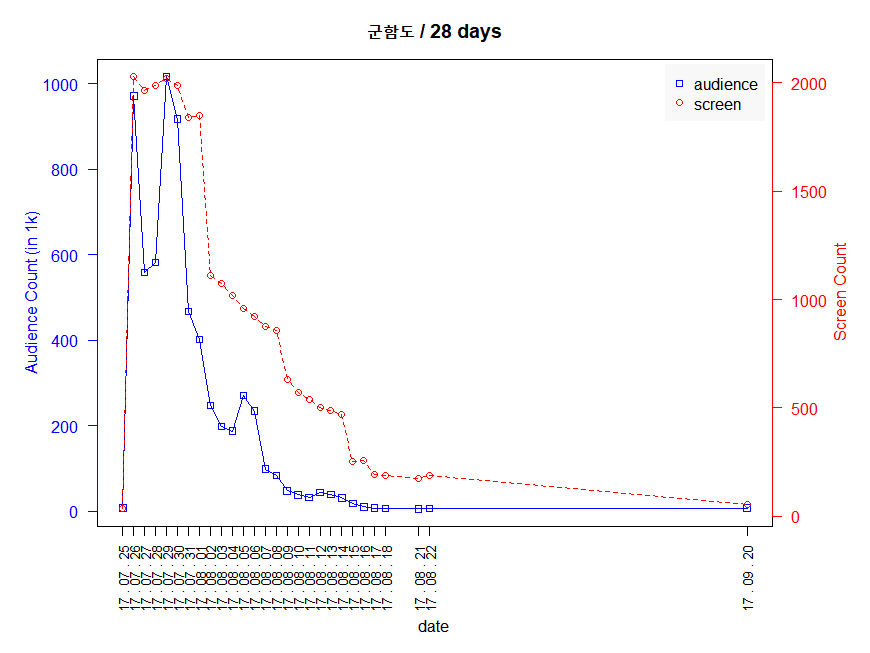 군함도 / 28 days
audience
screen
Audience Count (in 1k)
1000
800
600
400
200
0
2000
1500
1000
500
0
Screen Count
17 . 07 . 25
17 . 07 . 26
17 . 07 . 27
17 . 07 . 28
17 . 07 . 29
17 . 07 . 30
17 . 07 . 31
17 . 08 . 01
17 . 08 . 02
17 . 08 . 03
17 . 08 . 04
17 . 08 . 05
17 . 08 . 06
17 . 08 . 07
17 . 08 . 08
17 . 08 . 09
17 . 08 . 10
17 . 08 . 11
17 . 08 . 12
17 . 08 . 13
17 . 08 . 14
17 . 08 . 15
17 . 08 . 16
17 . 08 . 17
17 . 08 . 18
17 . 08 . 21
17 . 08 . 22
17 . 09 . 20
date